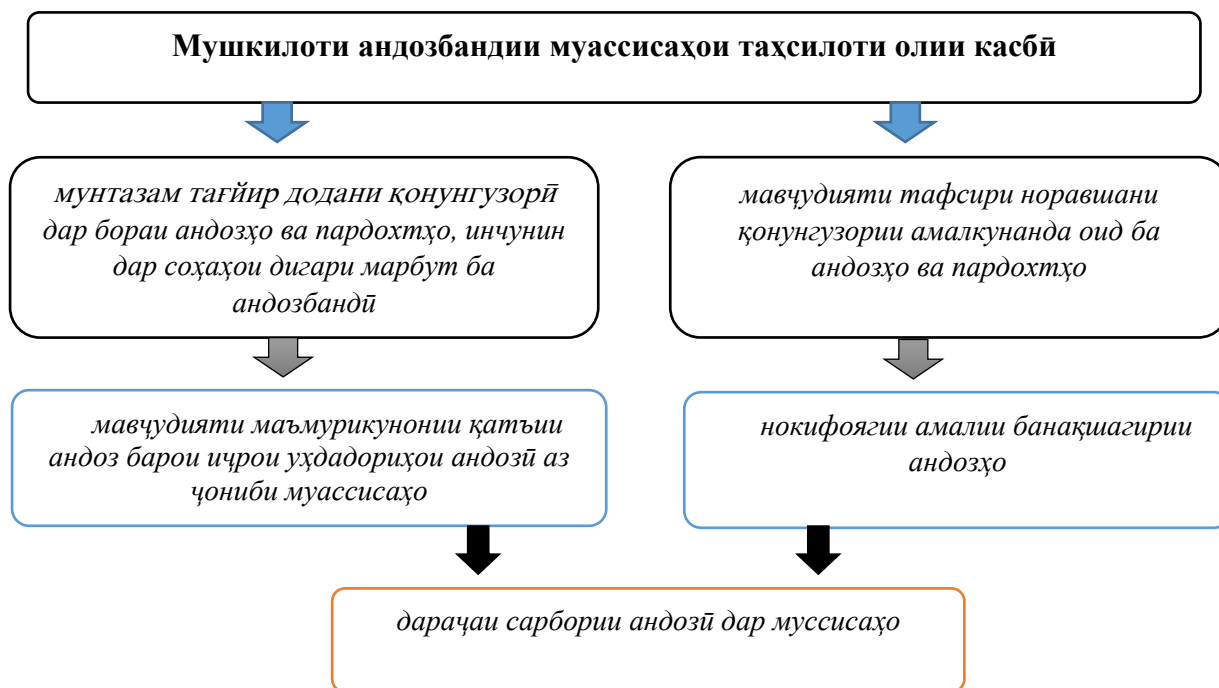 Мушкилоти андозбандии муассисаҳои таҳсилоти олии касбӣ
мунтазам тағйир додани қонунгузорӣ
дар бораи андозҳо ва пардохтҳо, инчунин
дар соҳаҳои дигари марбут ба
андозбандӣ
мавҷудияти тафсири норавшани
қонунгузории амалкунанда оид ба
андозҳо ва пардохтҳо
мавҷудияти маъмурикунонии қатъии
андоз барои иҷрои уҳдадориҳои андозӣ аз
ҷониби муассисаҳо
нокифоягии амалии банақшагирии
андозҳо
дараҷаи сарбории андозӣ дар муссисаҳо